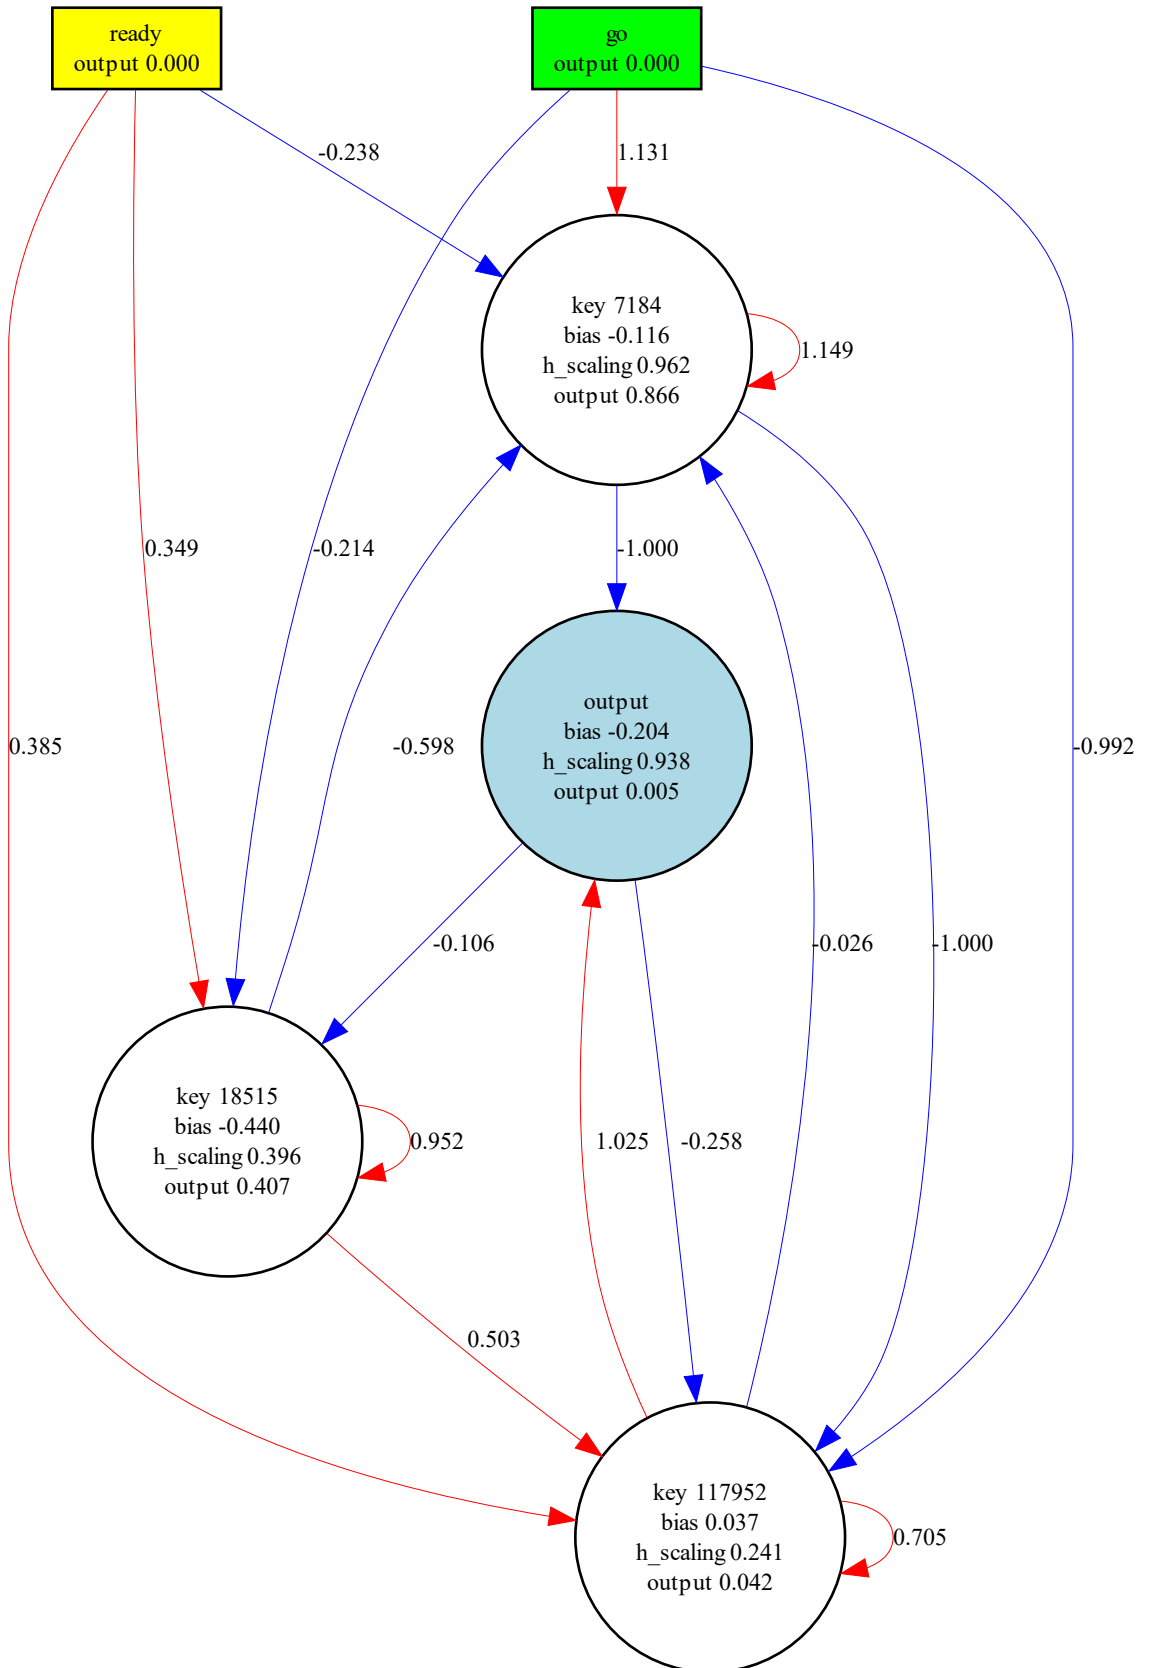 ready
output 0.000
go
output 0.000
-0.238
1.131
key 7184
bias -0.116
h_scaling 0.962
output 0.866
1.149
0.349
-0.214
-1.000
output
bias -0.204
h_scaling 0.938
output 0.005
0.385
-0.598
-0.992
-0.106
-0.026
-1.000
key 18515
bias -0.440
h_scaling 0.396
output 0.407
0.952
1.025
-0.258
0.503
key 117952
bias 0.037
h_scaling 0.241
output 0.042
0.705